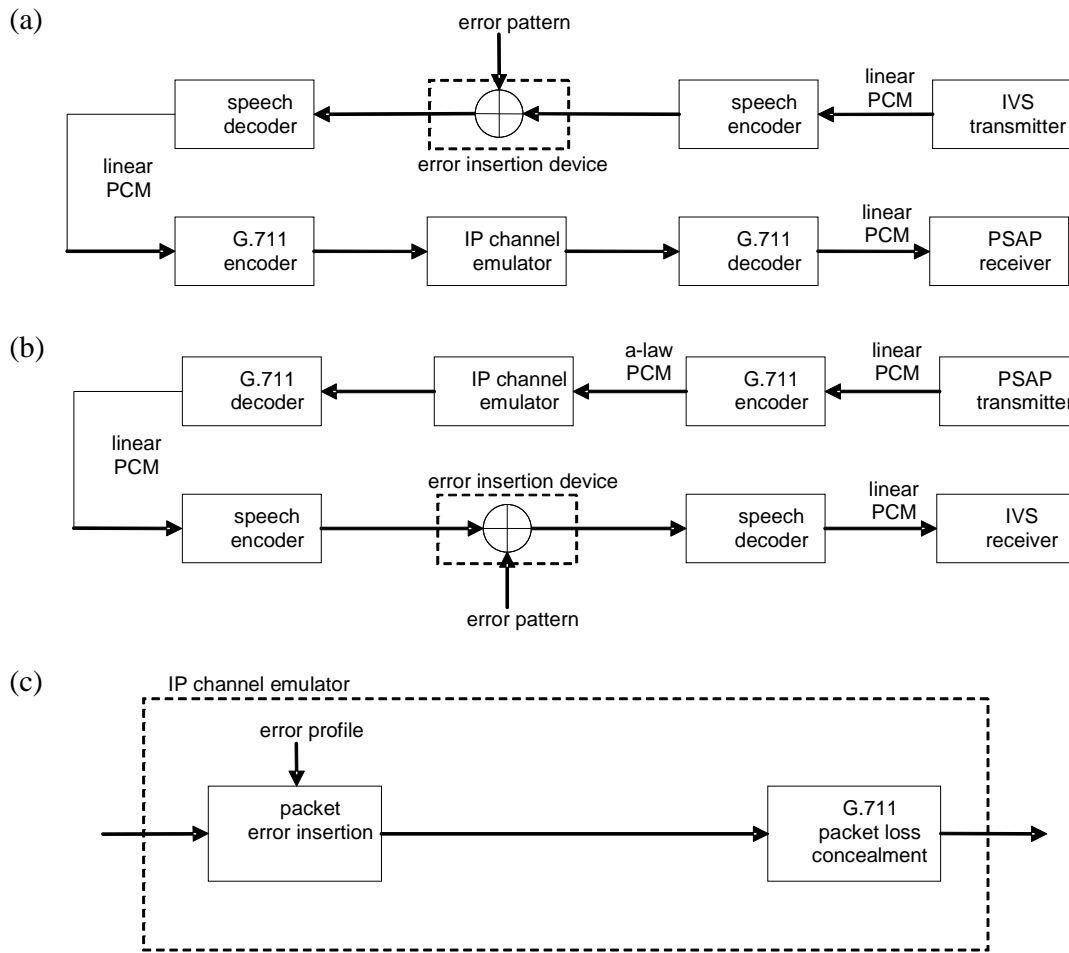 (a)
error pattern
speech
decoder
error insertion device
speech
encoder
linear
PCM
IVS
transmitter
linear
PCM
G.711
encoder
IP channel
emulator
G.711
decoder
linear
PCM
PSAP
receiver
(b)
G.711
decoder
IP channel
emulator
a-law
PCM
G.711
encoder
linear
PCM
PSAP
transmitter
linear
PCM
speech
encoder
error insertion device
error pattern
speech
decoder
linear
PCM
IVS
receiver
(c)
IP channel emulator
error profile
packet
error insertion
G.711
packet loss
concealment